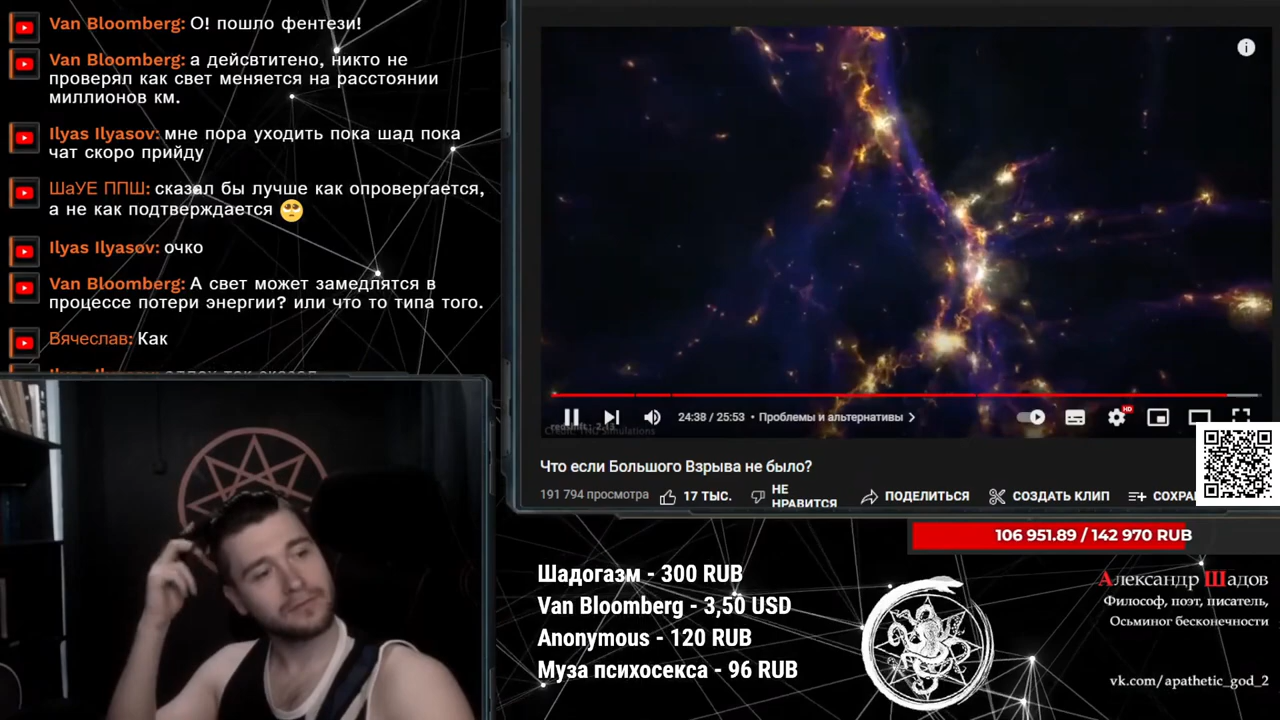 Van Bloomberg: О! пошло фентези!
Van Bloomberg: а дейсвтитено, никто не
проверял как свет меняется на расстоянии
миллионов км.
Ilyas Ilyasov: мне пора уходить пока шад пока
чат скоро прийду
ШаУЕ ППШ: сказал бы лучше как опровергается,
а не как подтверждается 🥺
Ilyas Ilyasov: очко
Van Bloomberg: А свет может замедлятся в
процессе потери энергии? или что то типа того.
Вячеслав: Как
24:38 / 25:53 • Проблемы и альтернативы
HD
Что если Большого Взрыва не было?
191 794 просмотра
17 ТЫС.
НЕ
НРАВИТСЯ
ПОДЕЛИТЬСЯ
СОЗДАТЬ КЛИП
106 951.89 / 142 970 RUB
Шадогазм - 300 RUB
Van Bloomberg - 3,50 USD
Anonymous - 120 RUB
Муза психосекса - 96 RUB
Александр Шадов
Философ, поэт, писатель,
Осьминог бесконечности
vk.com/apathetic_god_2